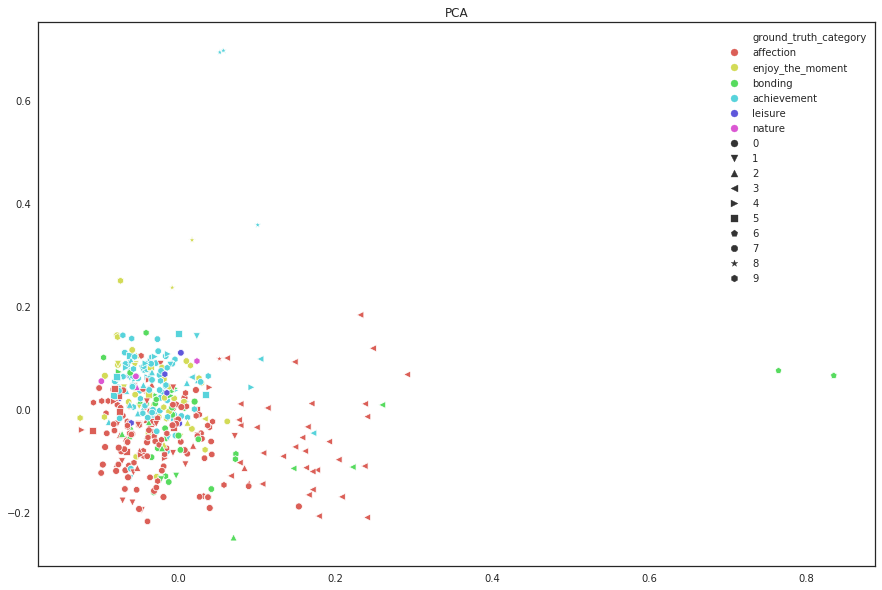 PCA
ground_truth_category
affection
enjoy_the_moment
bonding
achievement
leisure
nature
0
1
2
3
4
5
6
7
8
9
0.6
0.4
0.2
0.0
−0.2
0.0 0.2 0.4 0.6 0.8